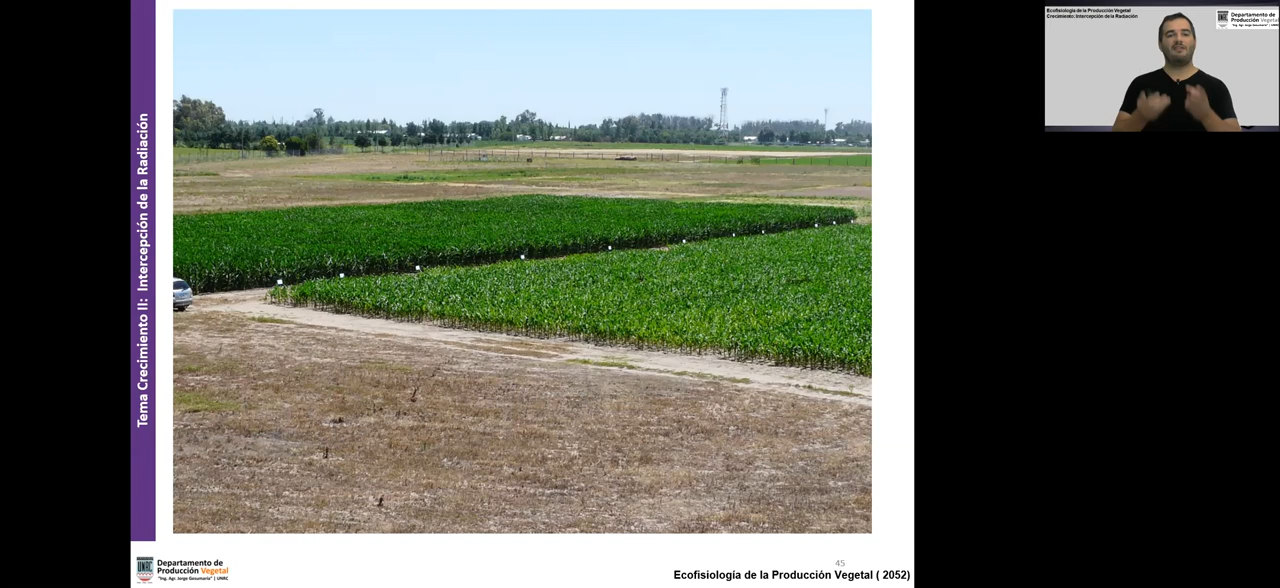 Tema Crecimiento II: Intercepción de la Radiación
Departamento de
Producción Vegetal
"Ing. Agr. Jorge Gesumaría" | UNRC
45
Ecofisiología de la Producción Vegetal ( 2052)
Ecofisiología de la Producción Vegetal
Crecimiento: Intercepción de la Radiación
Departamento de
Producción Vegetal